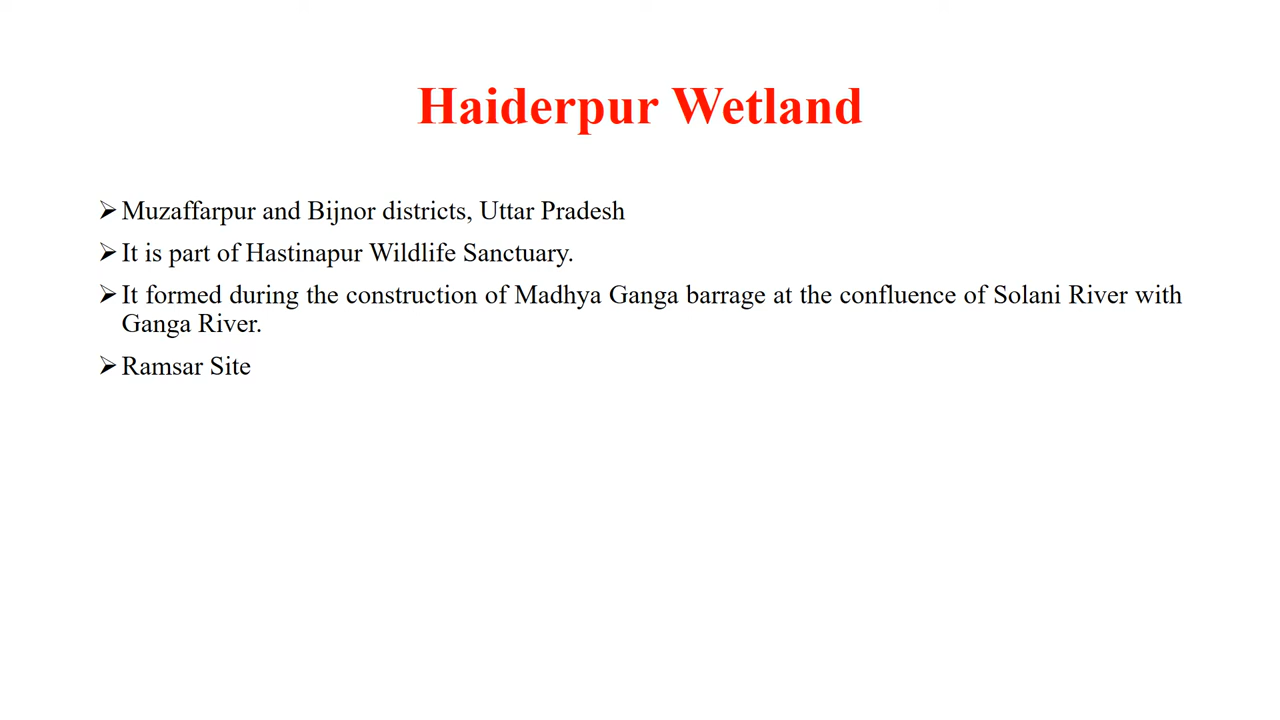 Haiderpur Wetland
➢Muzaffarpur and Bijnor districts, Uttar Pradesh
➢It is part of Hastinapur Wildlife Sanctuary.
➢It formed during the construction of Madhya Ganga barrage at the confluence of Solani River with
Ganga River.
➢Ramsar Site